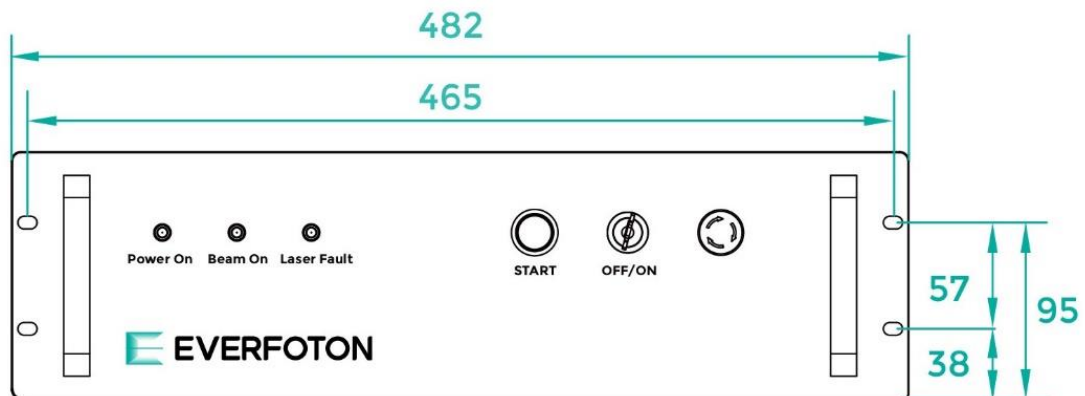 482
465
Power On Beam On Laser Fault
START OFF/ON
57
95
38
EVERFOTON